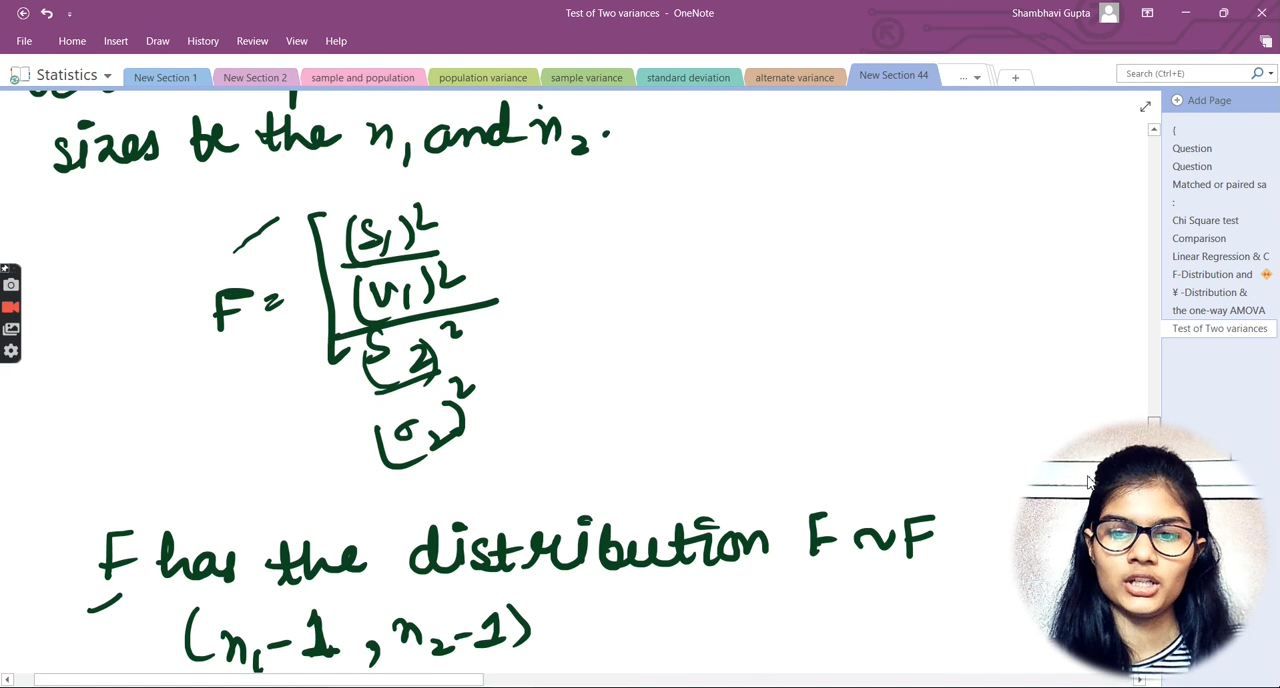 Test of Two variances - OneNote
Shambhavi Gupta
File Home Insert Draw History Review View Help
Statistics
New Section 1
New Section 2
sample and population
population variance
sample variance
standard deviation
alternate variance
New Section 44
...
+
Search (Ctrl+E)
Add Page
{
Question
Question
Matched or paired sa
:
Chi Square test
Comparison
Linear Regression & C
F-Distribution and
¥ -Distribution &
the one-way AMOVA
Test of Two variances
sizes be the n₁ and n₂.
F = [
(S₁)²
(σ₁)²
(S₂)²
(σ₂)²
F has the distribution F ~ F
(n₁-1, n₂-1)